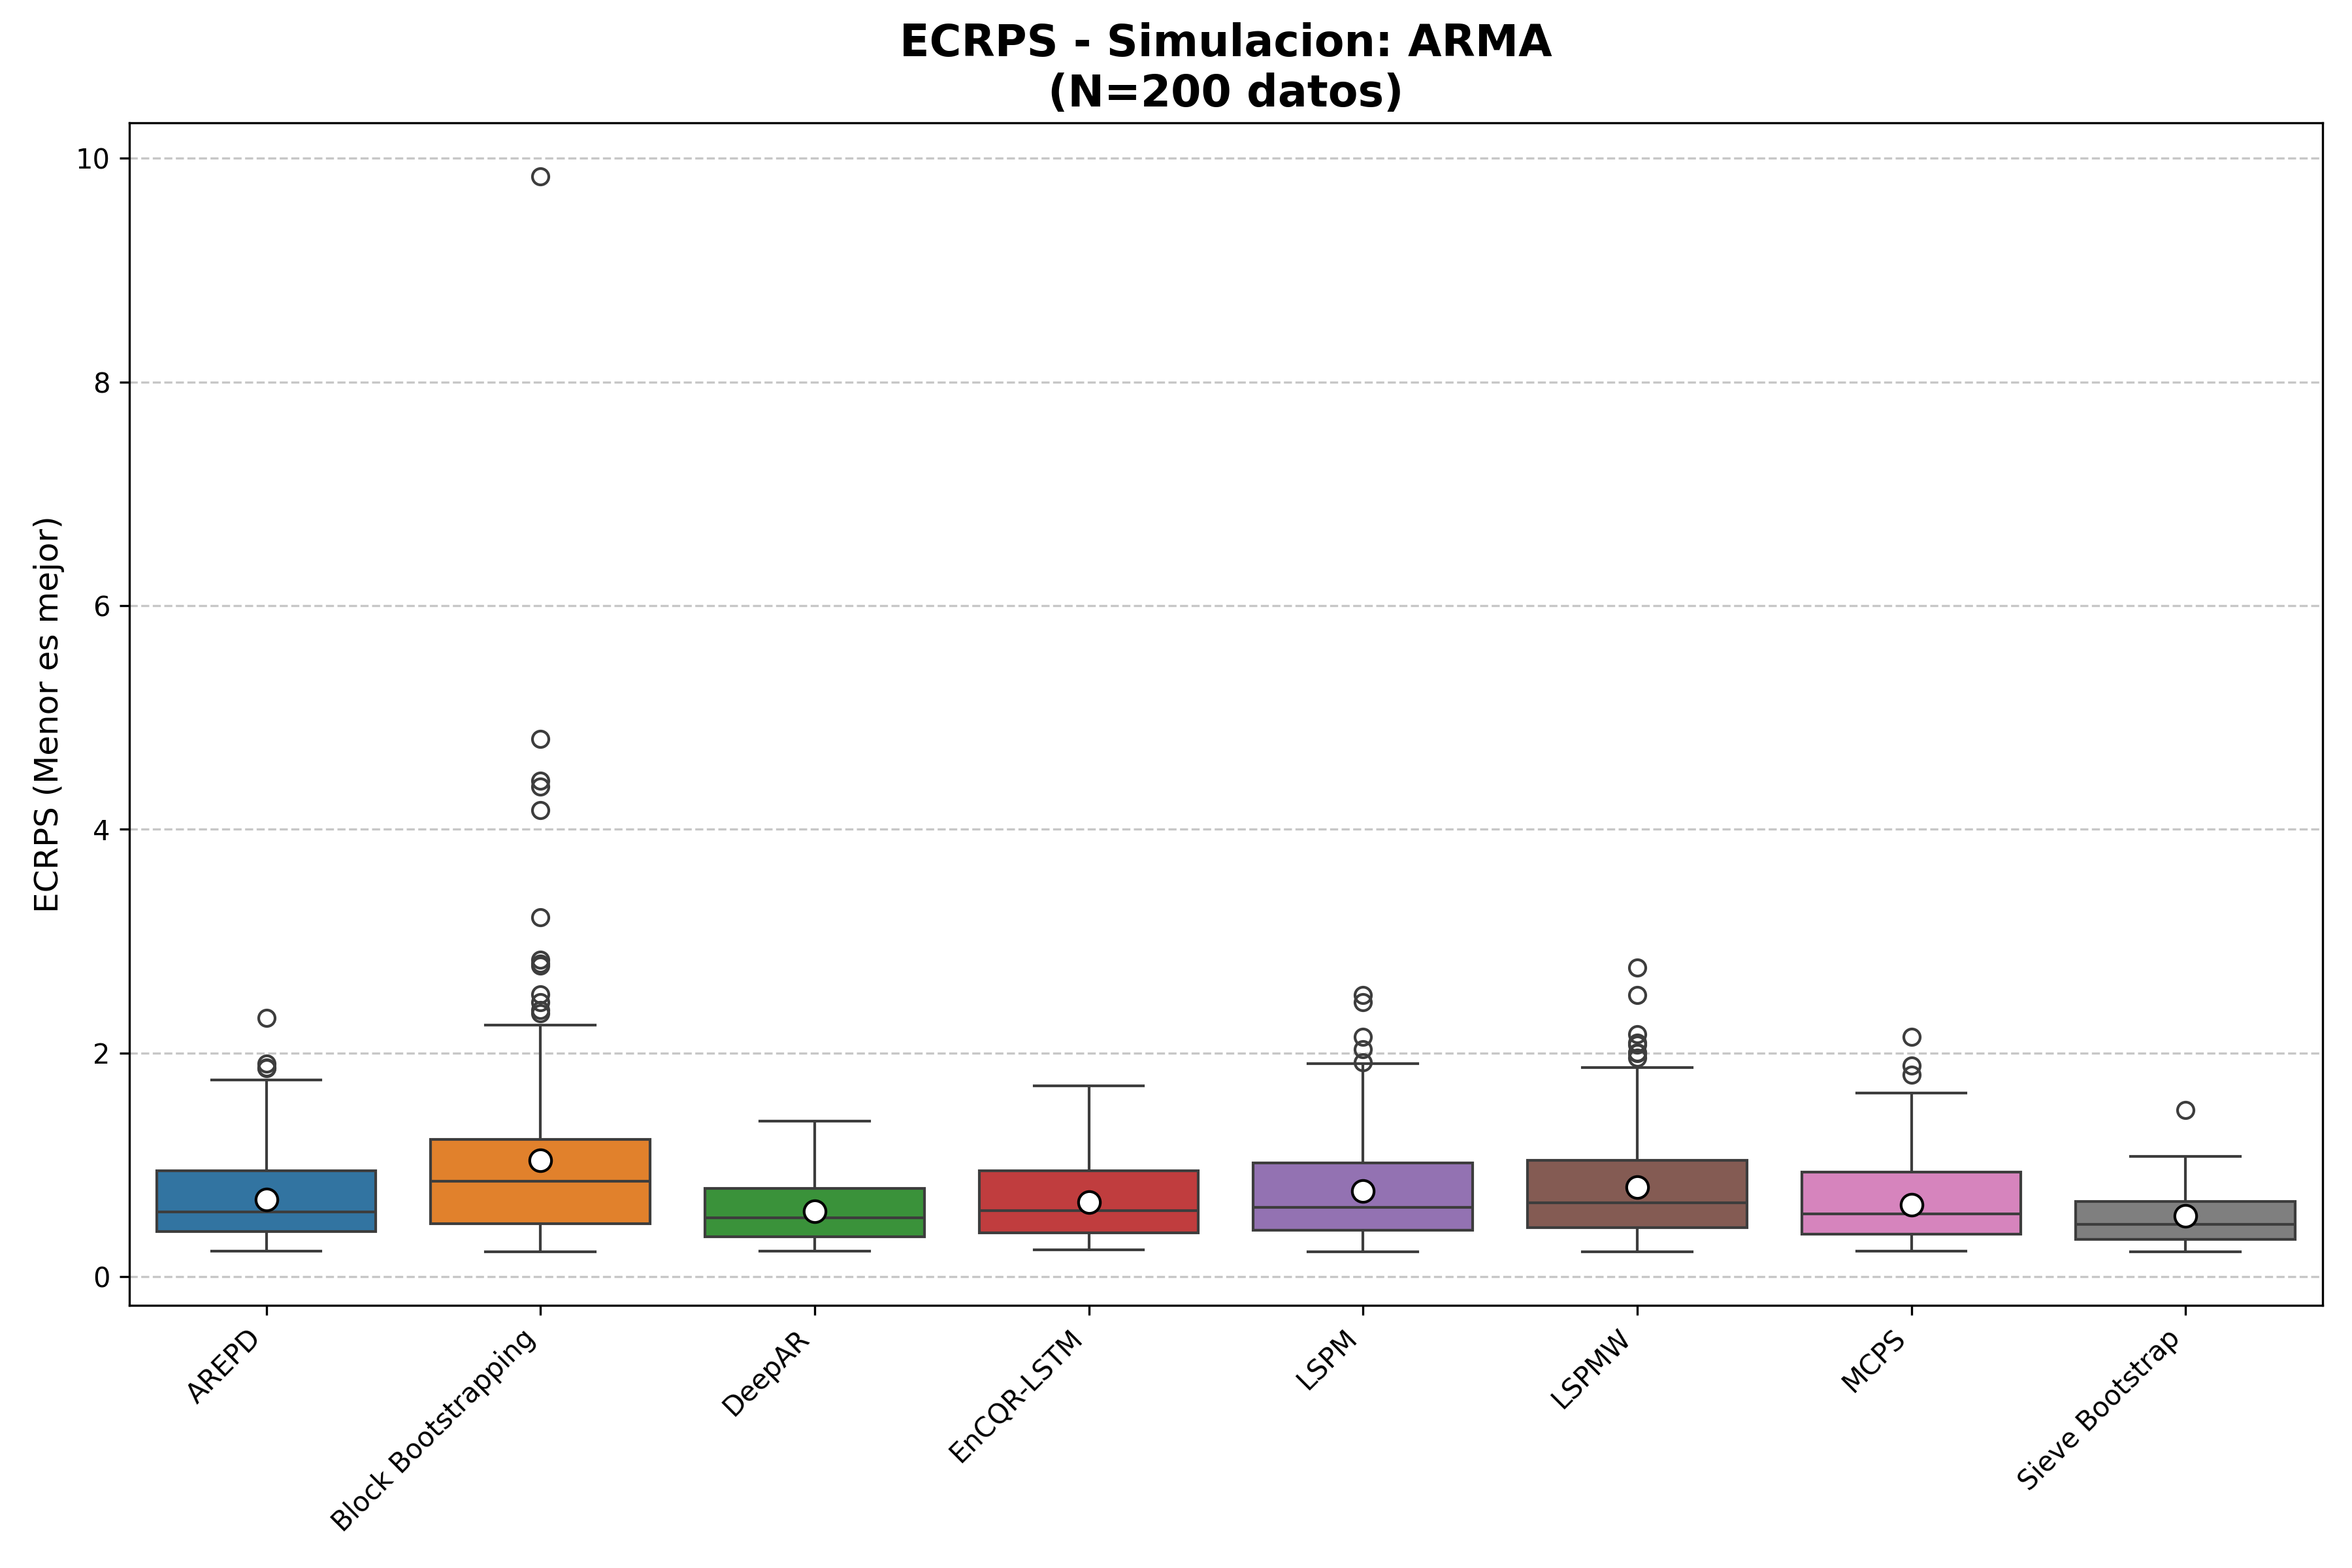 ECRPS - Simulacion: ARMA
(N=200 datos)
ECRPS (Menor es mejor)
10
8
6
4
2
0
AREPD
Block Bootstrapping
DeepAR
EnCQR-LSTM
LSPM
LSPMW
MCPS
Sieve Bootstrap